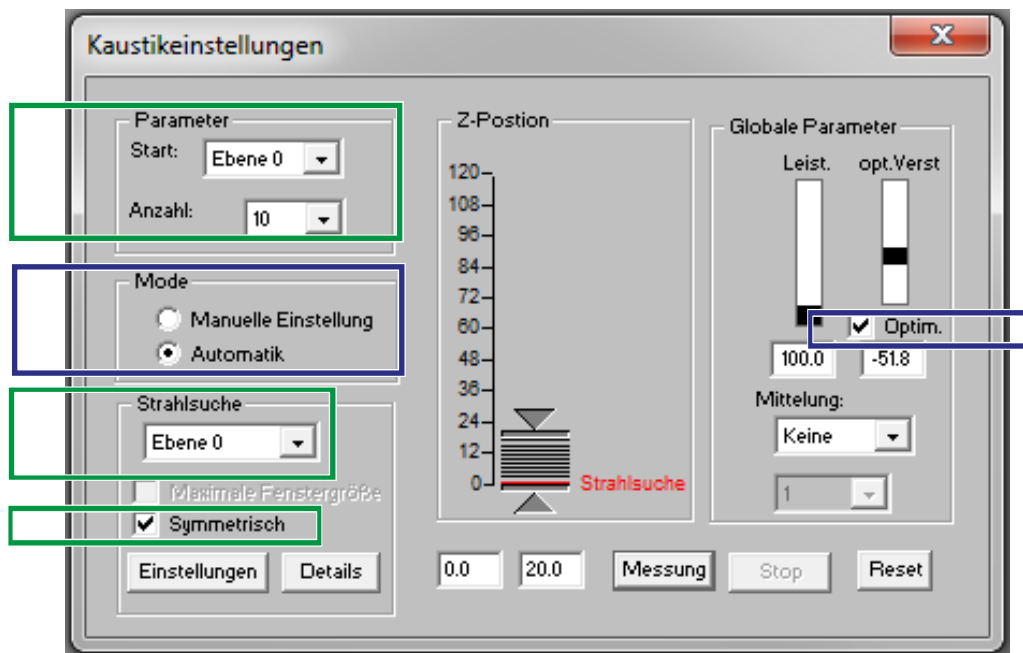 Kaustikeinstellungen
Parameter
Start: Ebene 0
Anzahl: 10
Mode
Manuelle Einstellung
Automatik
Strahlsuche
Ebene 0
Maximale Fenstergröße
Symmetrisch
Einstellungen Details
Z-Postion
120
108
96
84
72
60
48
36
24
12
0 Strahlsuche
0.0 20.0 Messung Stop Reset
Globale Parameter
Leist. opt.Verst
Optim.
100.0 -51.8
Mittelung:
Keine
1